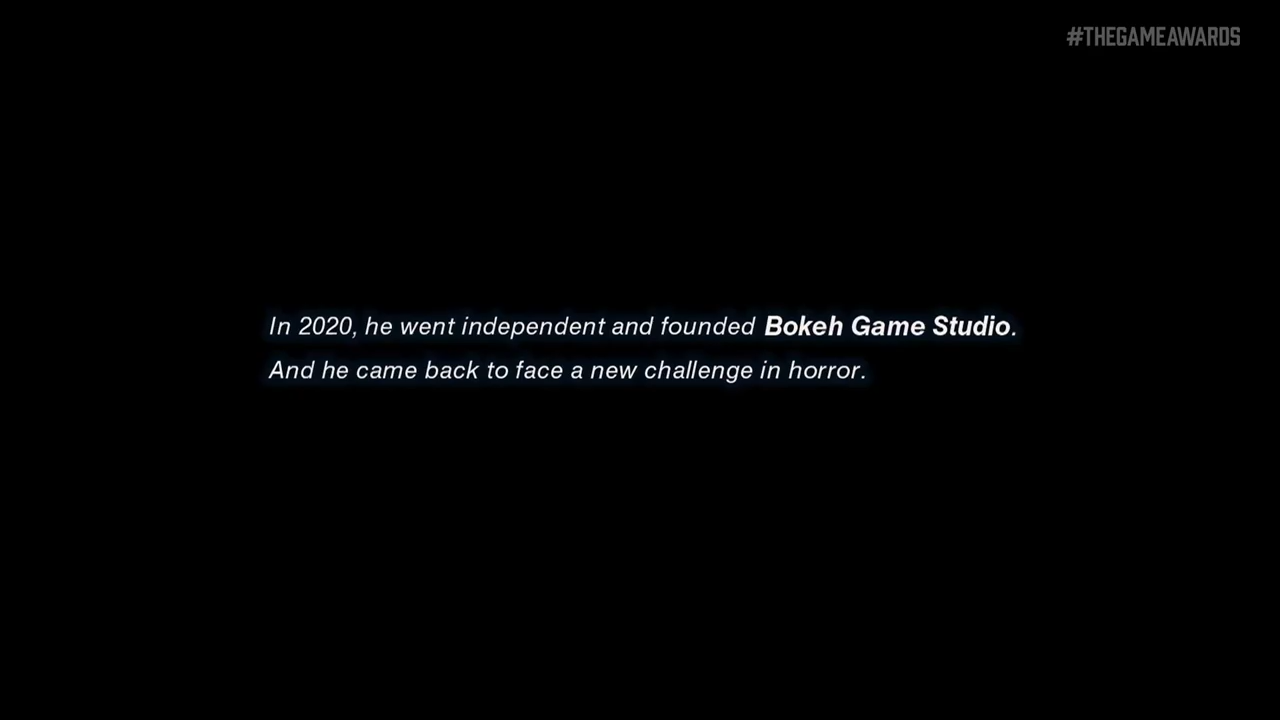 #THEGAMEAWARDS
In 2020, he went independent and founded Bokeh Game Studio.
And he came back to face a new challenge in horror.